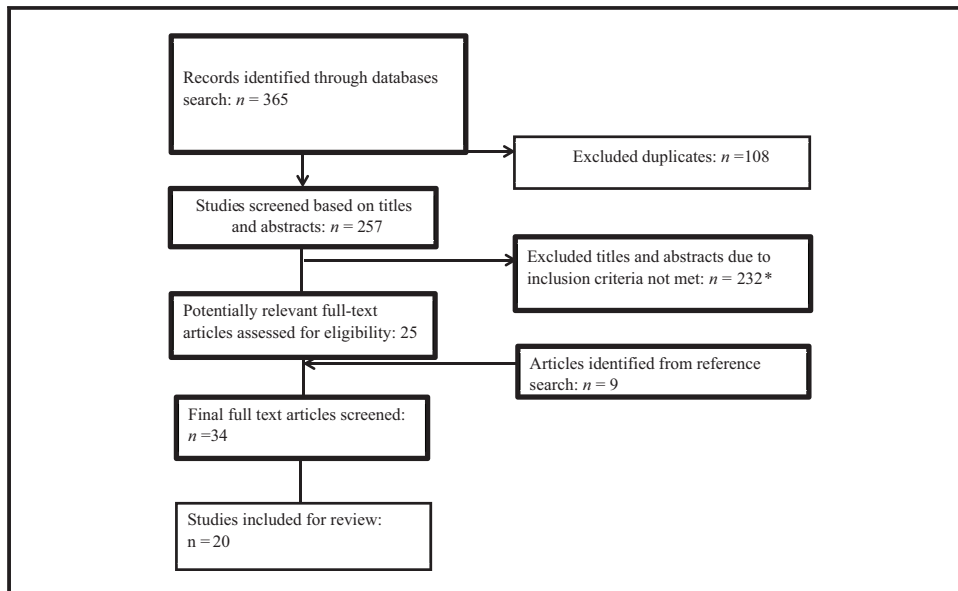 Records identified through databases
search: n = 365
Excluded duplicates: n =108
Studies screened based on titles
and abstracts: n = 257
Excluded titles and abstracts due to
inclusion criteria not met: n = 232*
Potentially relevant full-text
articles assessed for eligibility: 25
Articles identified from reference
search: n = 9
Final full text articles screened:
n =34
Studies included for review:
n = 20